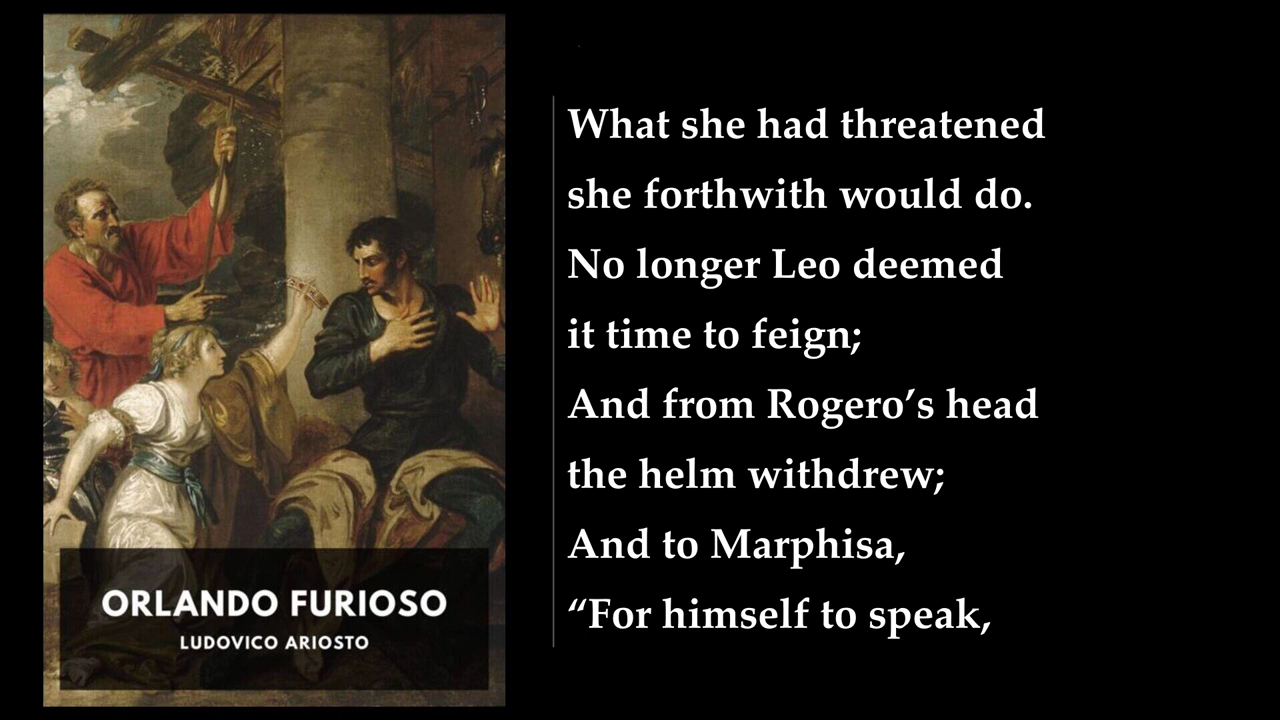 ORLANDO FURIOSO
LUDOVICO ARIOSTO
What she had threatened
she forthwith would do.
No longer Leo deemed
it time to feign;
And from Rogero’s head
the helm withdrew;
And to Marphisa,
“For himself to speak,